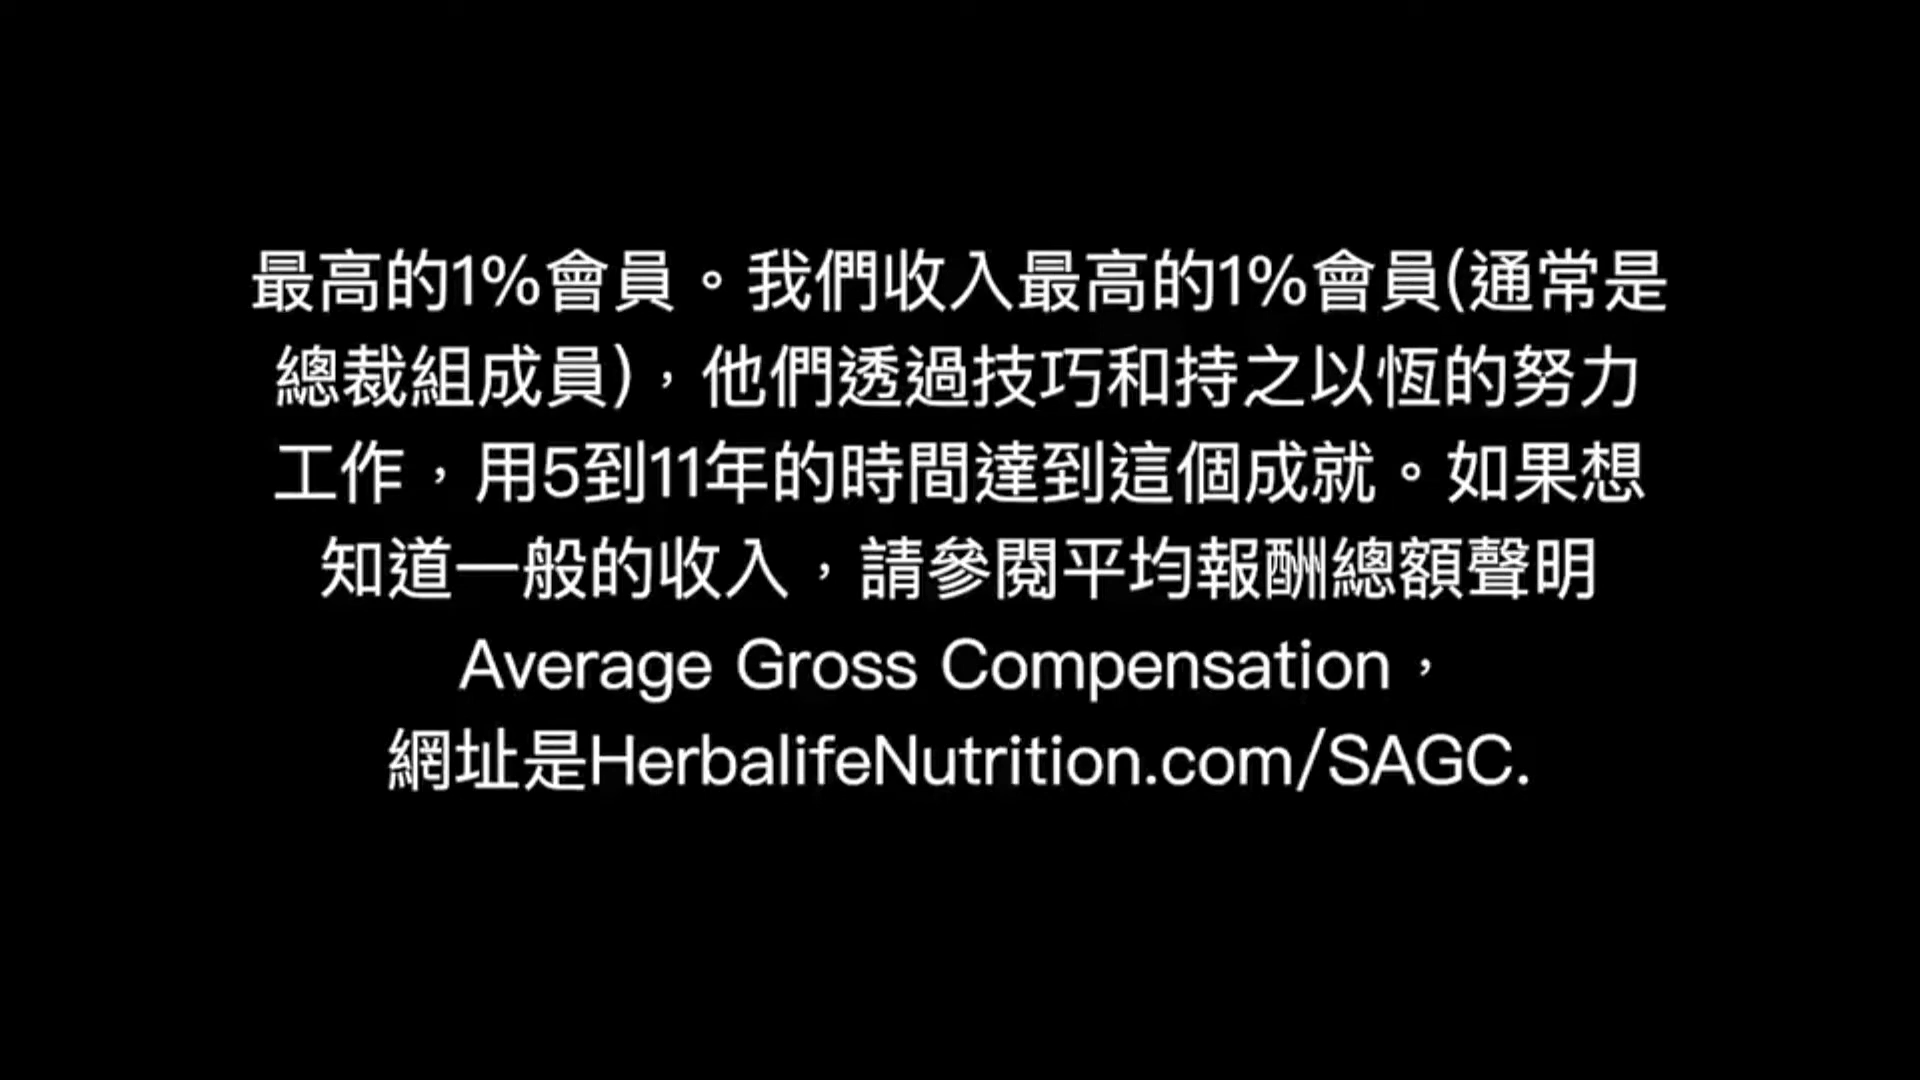 最高的1%會員。我們收入最高的1%會員(通常是
總裁組成員)，他們透過技巧和持之以恆的努力
工作，用5到11年的時間達到這個成就。如果想
知道一般的收入，請參閱平均報酬總額聲明
Average Gross Compensation，
網址是HerbalifeNutrition.com/SAGC.